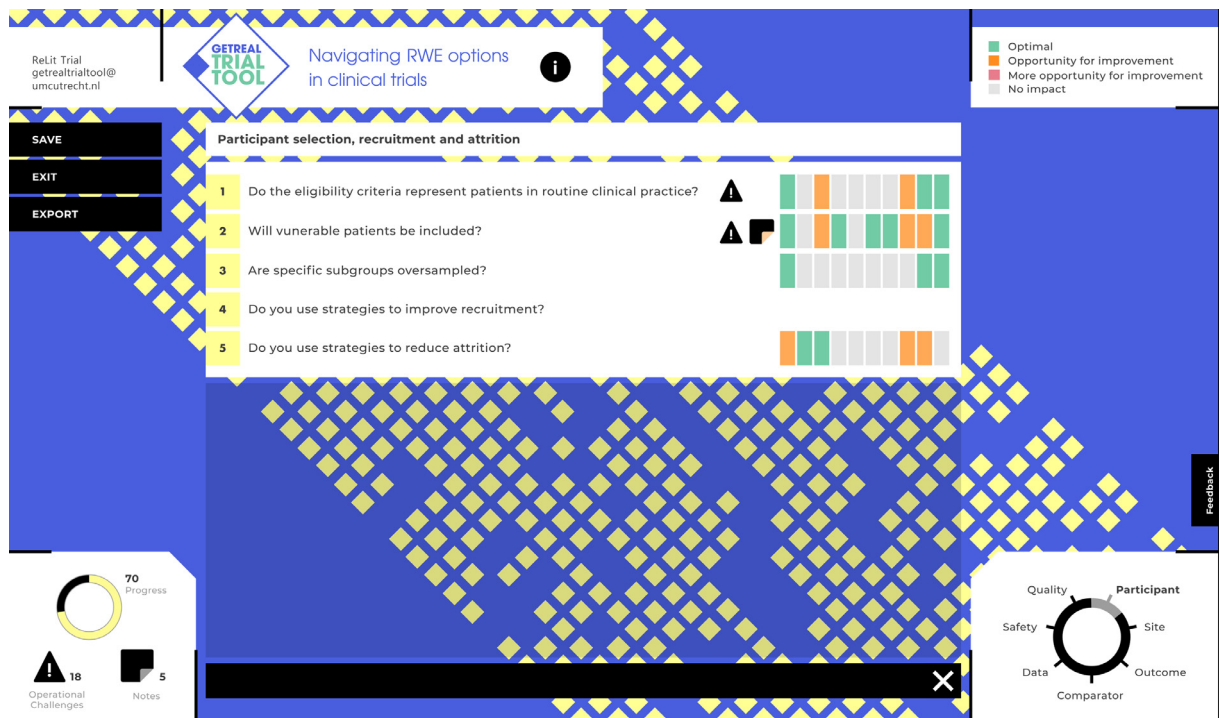 ReLit Trial
getrealtrialtool@
umcutrecht.nl
GETREAL
TRIAL
TOOL
Navigating RWE options
in clinical trials
i
Optimal
Opportunity for improvement
More opportunity for improvement
No impact
SAVE
EXIT
EXPORT
Participant selection, recruitment and attrition
1 Do the eligibility criteria represent patients in routine clinical practice? !
2 Will vunerable patients be included? !
3 Are specific subgroups oversampled?
4 Do you use strategies to improve recruitment?
5 Do you use strategies to reduce attrition?
Feedback
70
Progress
! 18
Operational
Challenges
5
Notes
Quality
Participant
Safety
Site
Data
Outcome
Comparator